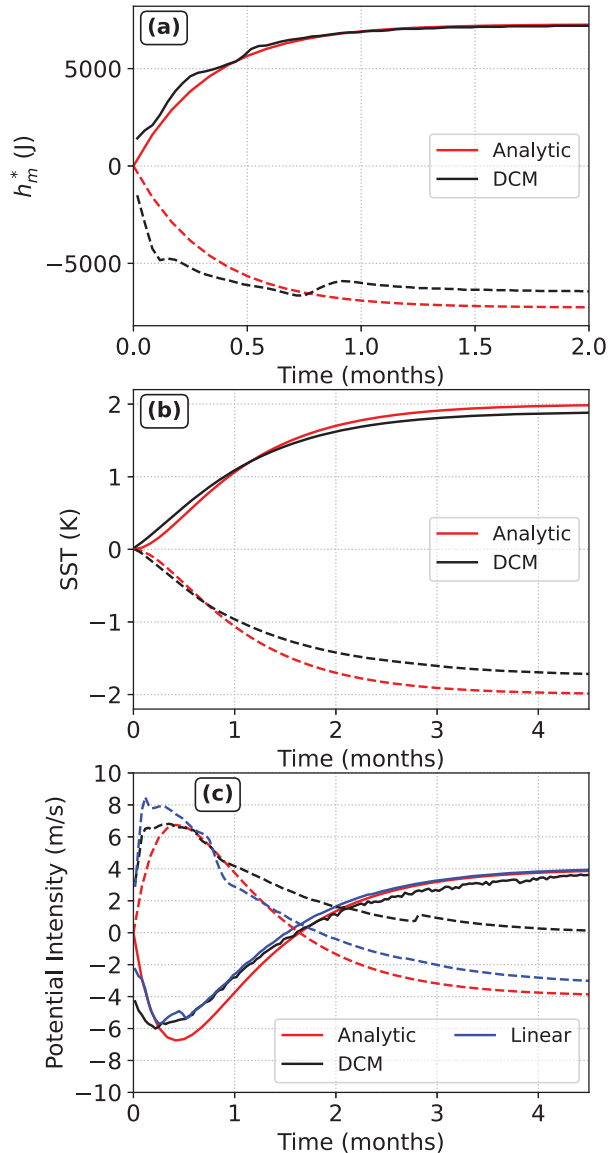 (a)
5000
0
−5000
h*m (J)
Analytic
DCM
0.0 0.5 1.0 1.5 2.0
Time (months)
(b)
2
1
0
−1
−2
SST (K)
Analytic
DCM
0 1 2 3 4
Time (months)
(c)
10
8
6
4
2
0
−2
−4
−6
−8
−10
Potential Intensity (m/s)
Analytic Linear
DCM
0 1 2 3 4
Time (months)